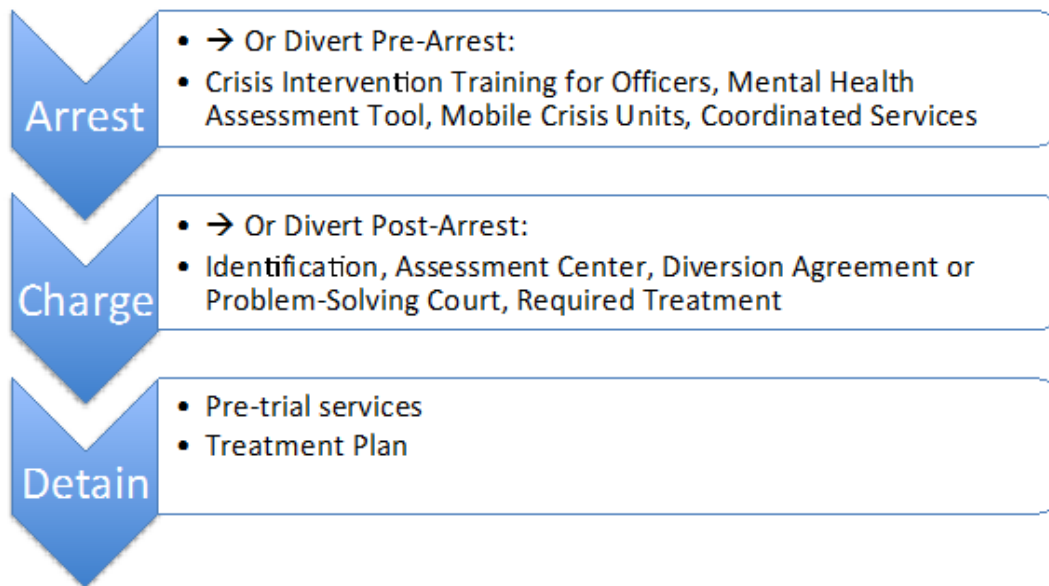 Arrest
• → Or Divert Pre-Arrest:
• Crisis Intervention Training for Officers, Mental Health
Assessment Tool, Mobile Crisis Units, Coordinated Services
Charge
• → Or Divert Post-Arrest:
• Identification, Assessment Center, Diversion Agreement or
Problem-Solving Court, Required Treatment
Detain
• Pre-trial services
• Treatment Plan